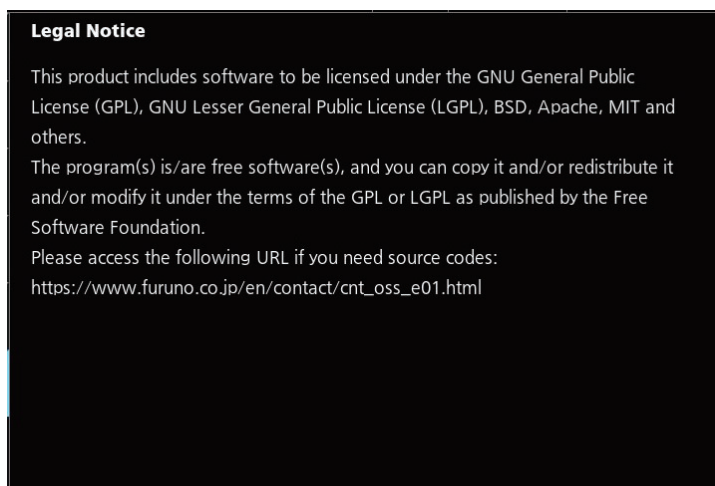 Legal Notice
This product includes software to be licensed under the GNU General Public
License (GPL), GNU Lesser General Public License (LGPL), BSD, Apache, MIT and
others.
The program(s) is/are free software(s), and you can copy it and/or redistribute it
and/or modify it under the terms of the GPL or LGPL as published by the Free
Software Foundation.
Please access the following URL if you need source codes:
https://www.furuno.co.jp/en/contact/cnt_oss_e01.html